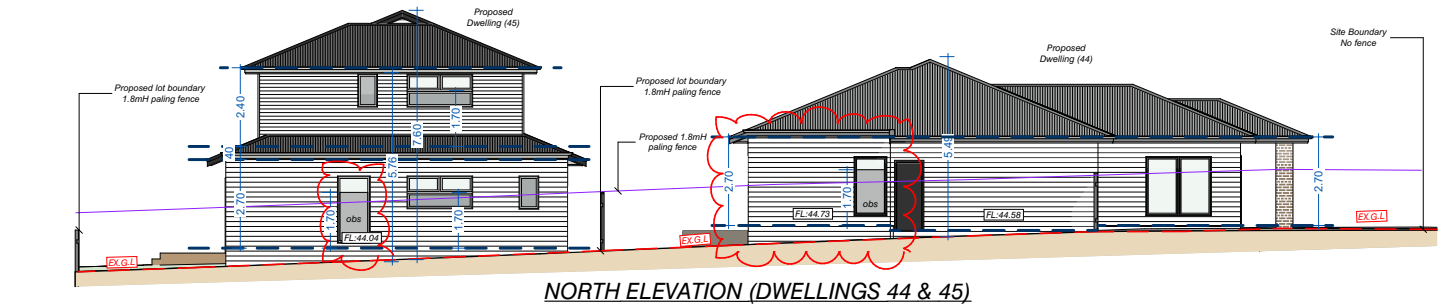 Proposed
Dwelling (45)
Site Boundary
No fence
Proposed
Dwelling (44)
Proposed lot boundary
1.8mH paling fence
Proposed lot boundary
1.8mH paling fence
2.40
1.70
7.60
5.76
40
Proposed 1.8mH
paling fence
5.49
2.70
1.70
obs
1.70
FL:44.04
2.70
1.70
obs
FL:44.73
FL:44.58
2.70
EX.G.L
EX.G.L
EX.G.L
NORTH ELEVATION (DWELLINGS 44 & 45)